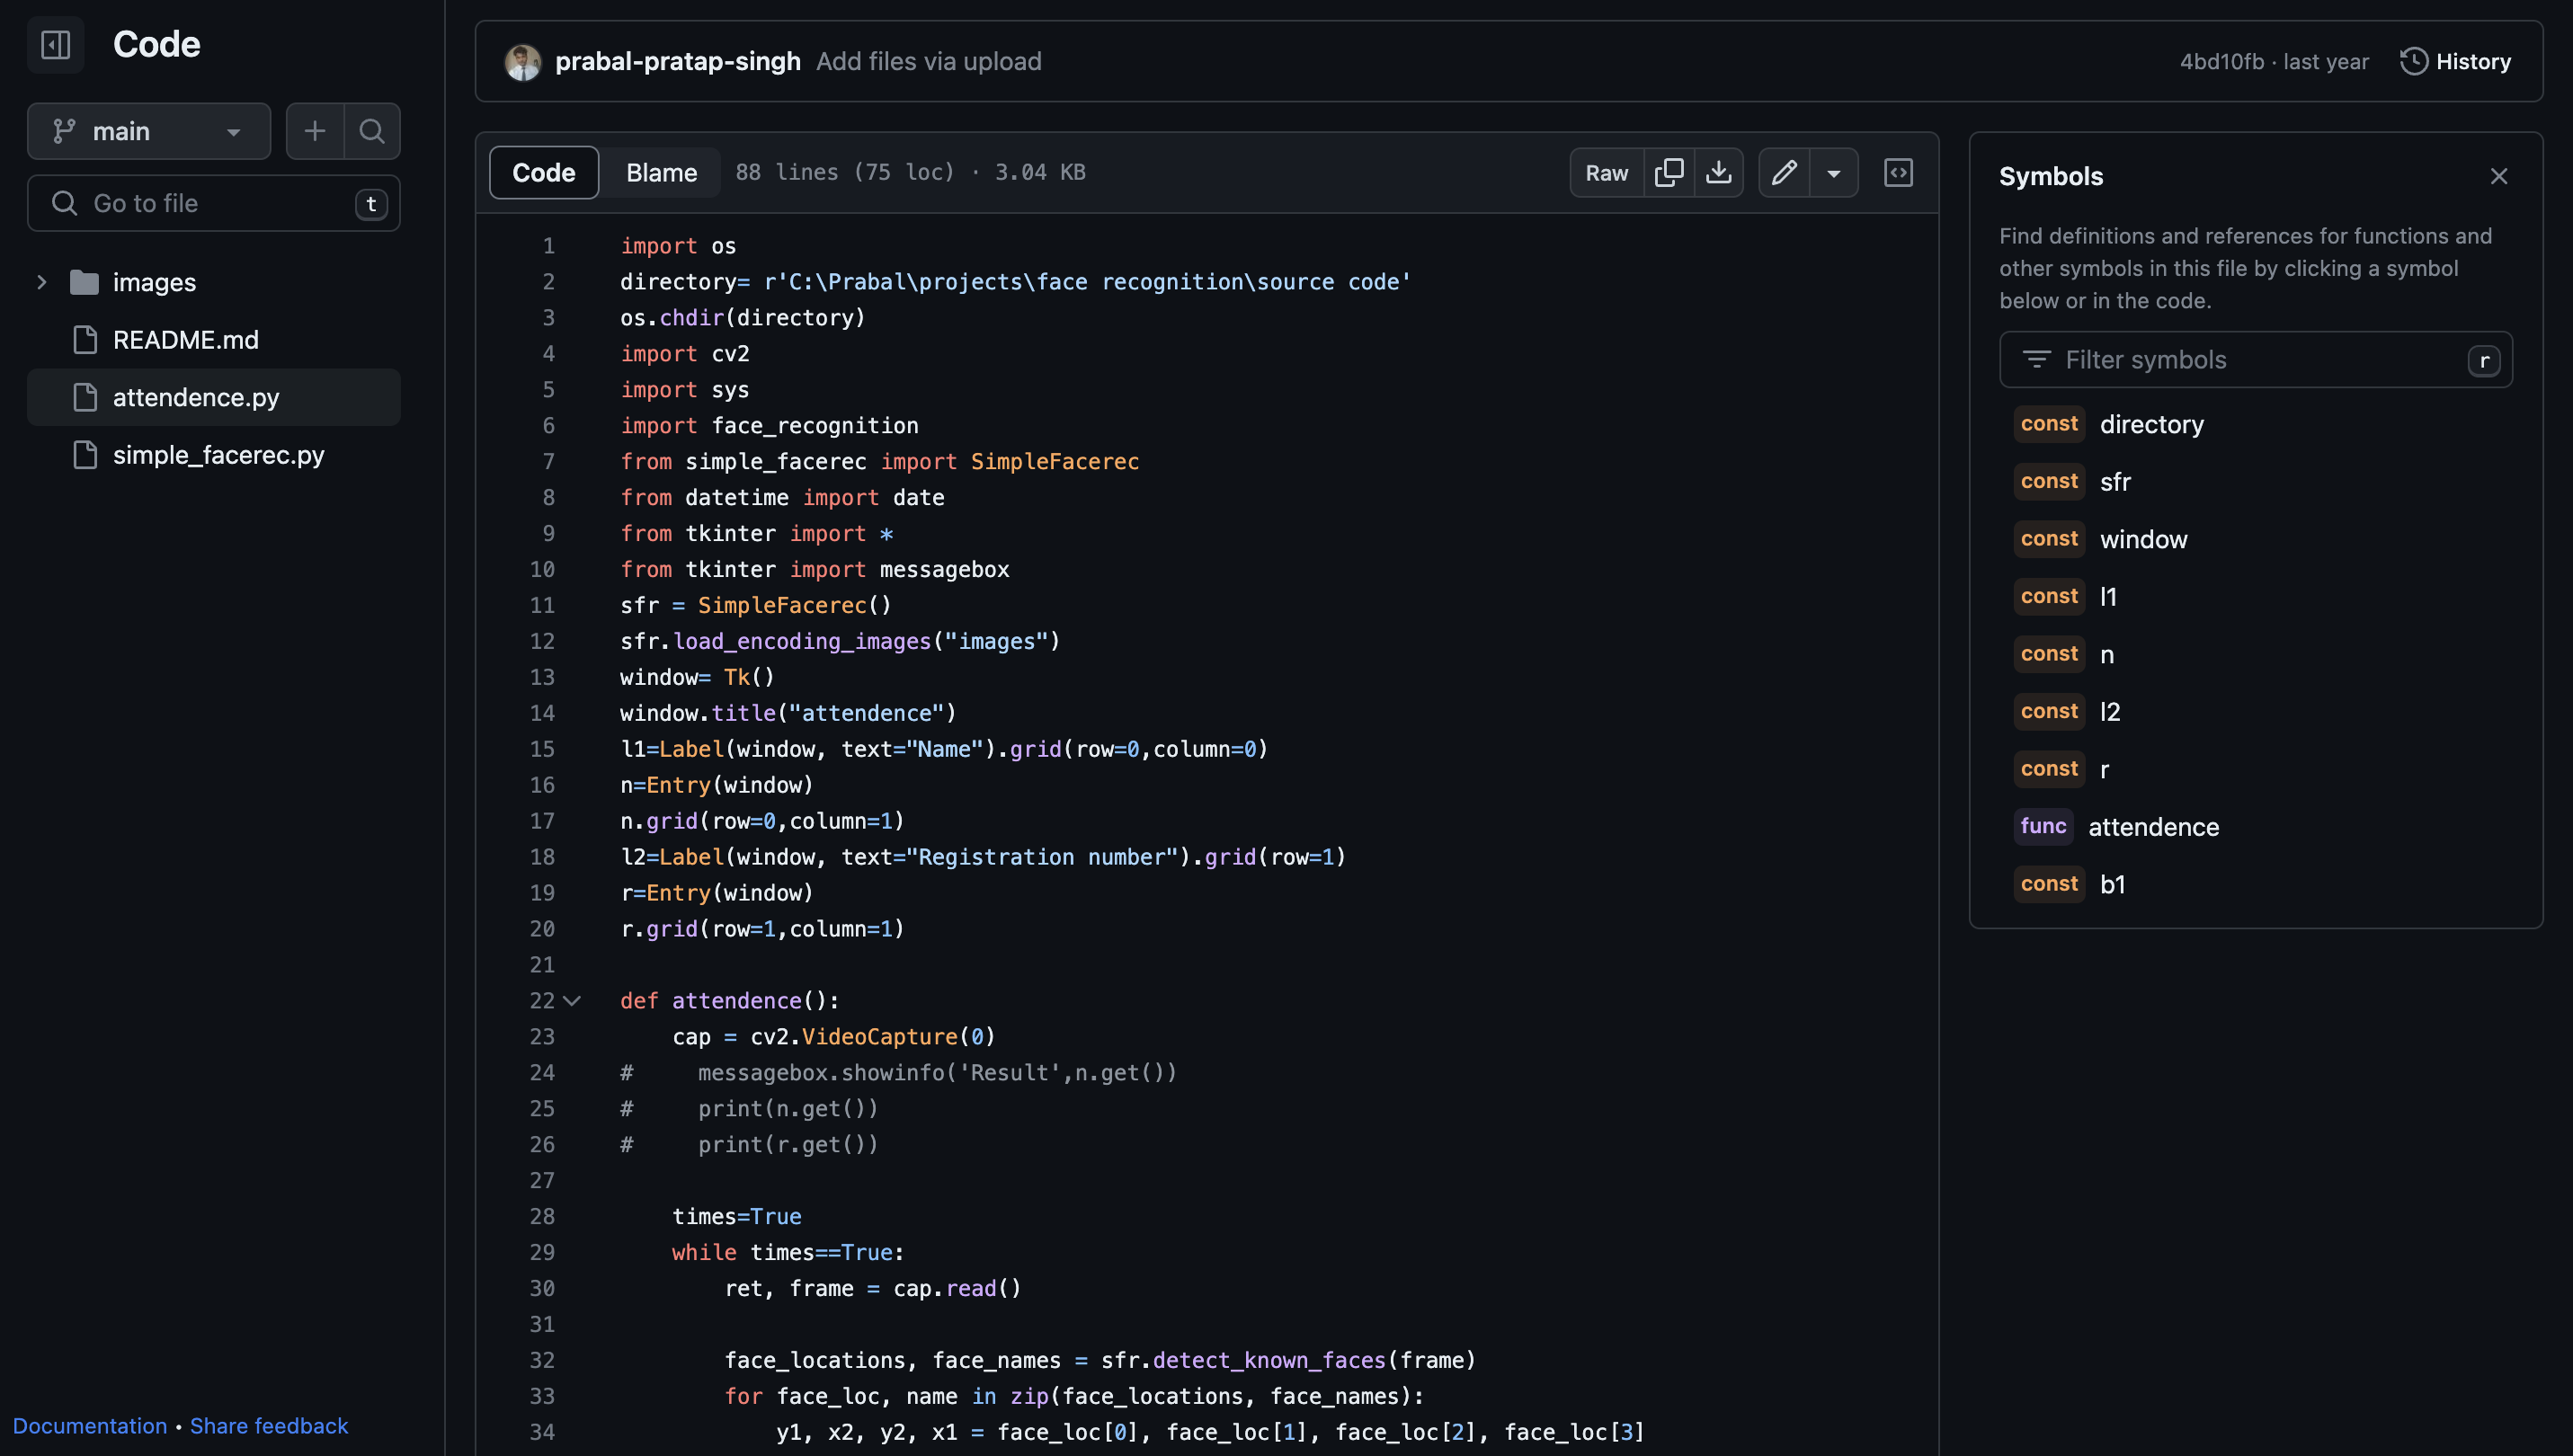 Code
main
Go to file
t
images
README.md
attendence.py
simple_facerec.py
Documentation • Share feedback
prabal-pratap-singh Add files via upload
4bd10fb · last year History
Code Blame 88 lines (75 loc) · 3.04 KB
Raw
1 import os
2 directory= r'C:\Prabal\projects\face recognition\source code'
3 os.chdir(directory)
4 import cv2
5 import sys
6 import face_recognition
7 from simple_facerec import SimpleFacerec
8 from datetime import date
9 from tkinter import *
10 from tkinter import messagebox
11 sfr = SimpleFacerec()
12 sfr.load_encoding_images("images")
13 window= Tk()
14 window.title("attendence")
15 l1=Label(window, text="Name").grid(row=0,column=0)
16 n=Entry(window)
17 n.grid(row=0,column=1)
18 l2=Label(window, text="Registration number").grid(row=1)
19 r=Entry(window)
20 r.grid(row=1,column=1)
21
22 def attendence():
23     cap = cv2.VideoCapture(0)
24 #     messagebox.showinfo('Result',n.get())
25 #     print(n.get())
26 #     print(r.get())
27
28     times=True
29     while times==True:
30         ret, frame = cap.read()
31
32         face_locations, face_names = sfr.detect_known_faces(frame)
33         for face_loc, name in zip(face_locations, face_names):
34             y1, x2, y2, x1 = face_loc[0], face_loc[1], face_loc[2], face_loc[3]
Symbols
Find definitions and references for functions and
other symbols in this file by clicking a symbol
below or in the code.
Filter symbols
r
const directory
const sfr
const window
const l1
const n
const l2
const r
func attendence
const b1